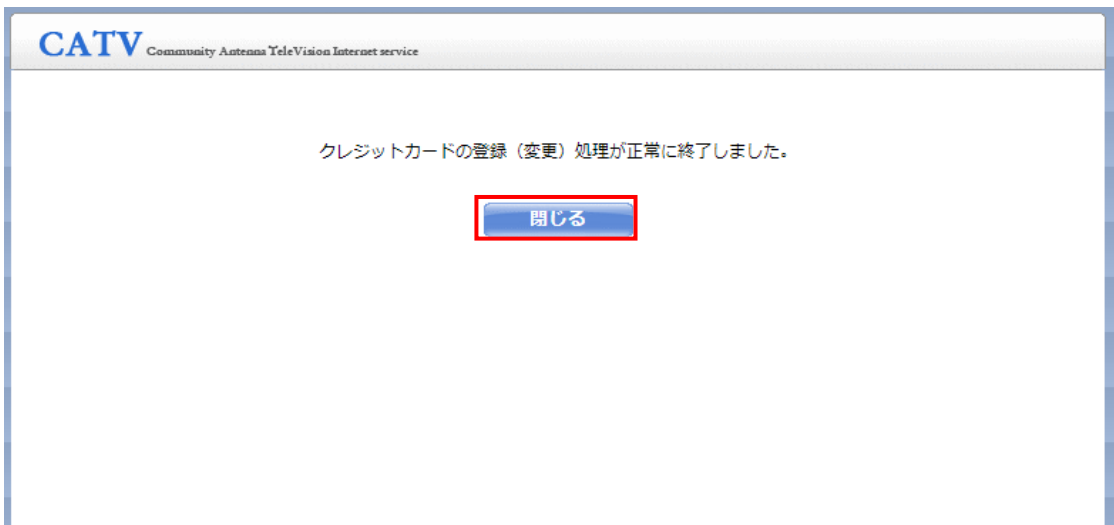 CATV Community Antenna TeleVision Internet service
クレジットカードの登録（変更）処理が正常に終了しました。
閉じる